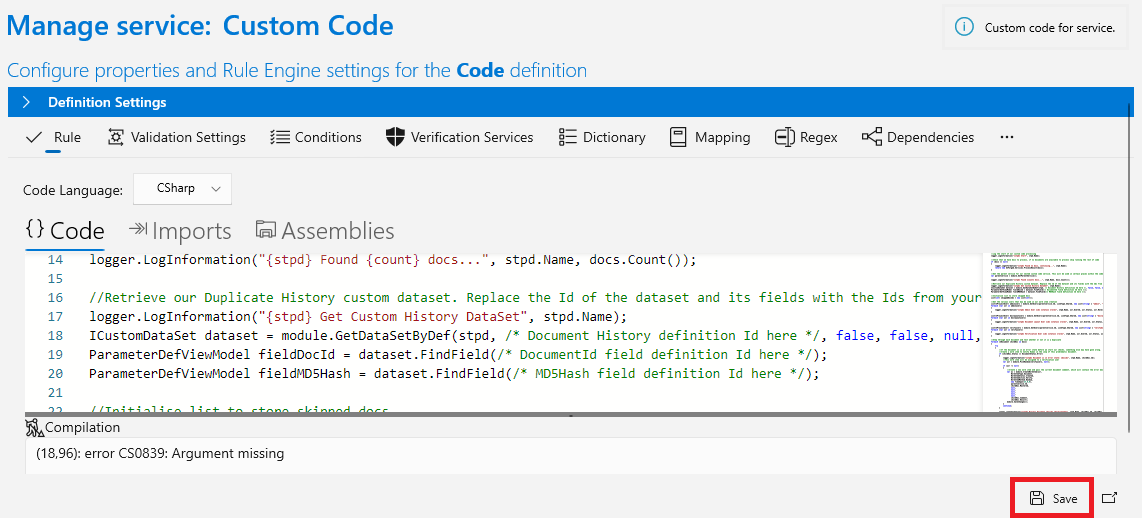 Manage service: Custom Code
Custom code for service.
Configure properties and Rule Engine settings for the Code definition
Definition Settings
Rule Validation Settings Conditions Verification Services Dictionary Mapping Regex Dependencies ...
Code Language: CSharp
{} Code Imports Assemblies
14 logger.LogInformation("{stpd} Found {count} docs...", stpd.Name, docs.Count());
15
16 //Retrieve our Duplicate History custom dataset. Replace the Id of the dataset and its fields with the Ids from your
17 logger.LogInformation("{stpd} Get Custom History DataSet", stpd.Name);
18 ICustomDataSet dataset = module.GetDataSetByDef(stpd, /* Document History definition Id here */, false, false, null,
19 ParameterDefViewModel fieldDocId = dataset.FindField(/* DocumentId field definition Id here */);
20 ParameterDefViewModel fieldMD5Hash = dataset.FindField(/* MD5Hash field definition Id here */);
21
22 //Initialise list to store skipped docs
Compilation
(18,96): error CS0839: Argument missing
Save